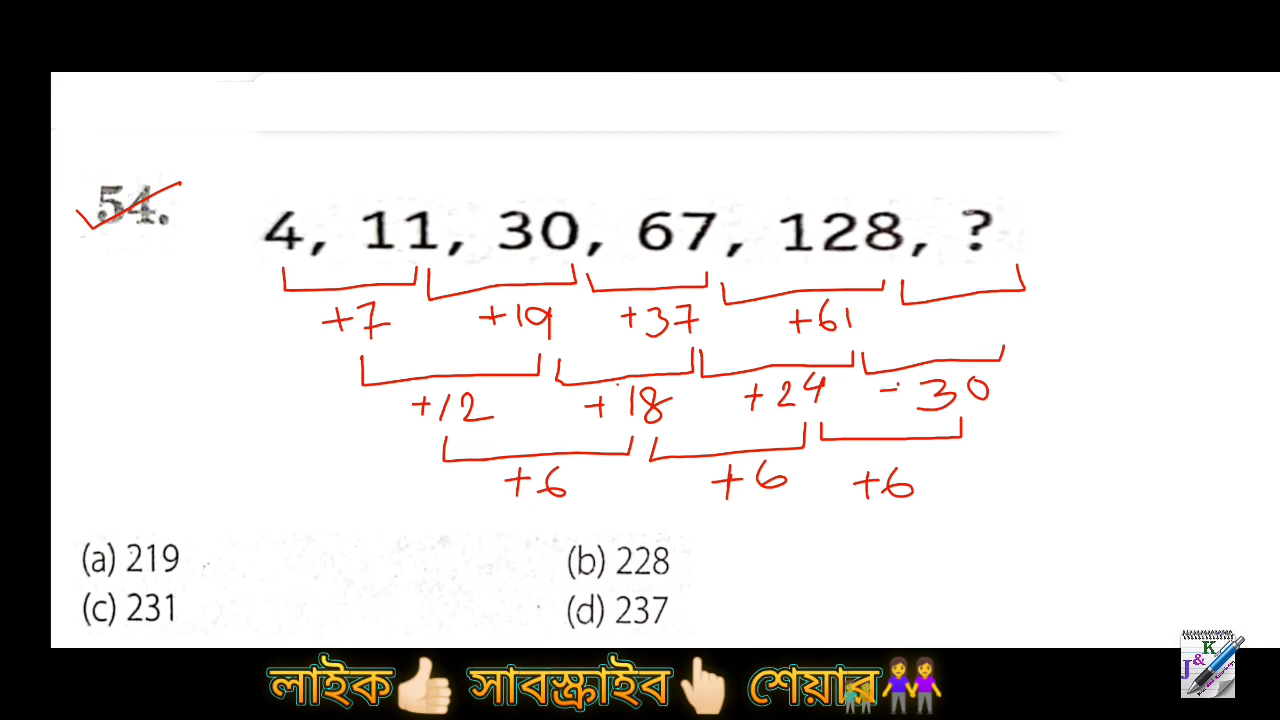 54.
4, 11, 30, 67, 128, ?
+7 +19 +37 +61
+12 +18 +24 -30
+6 +6 +6
(a) 219 (b) 228
(c) 231 (d) 237
লাইক সাবস্ক্রাইব শেয়ার
J & K